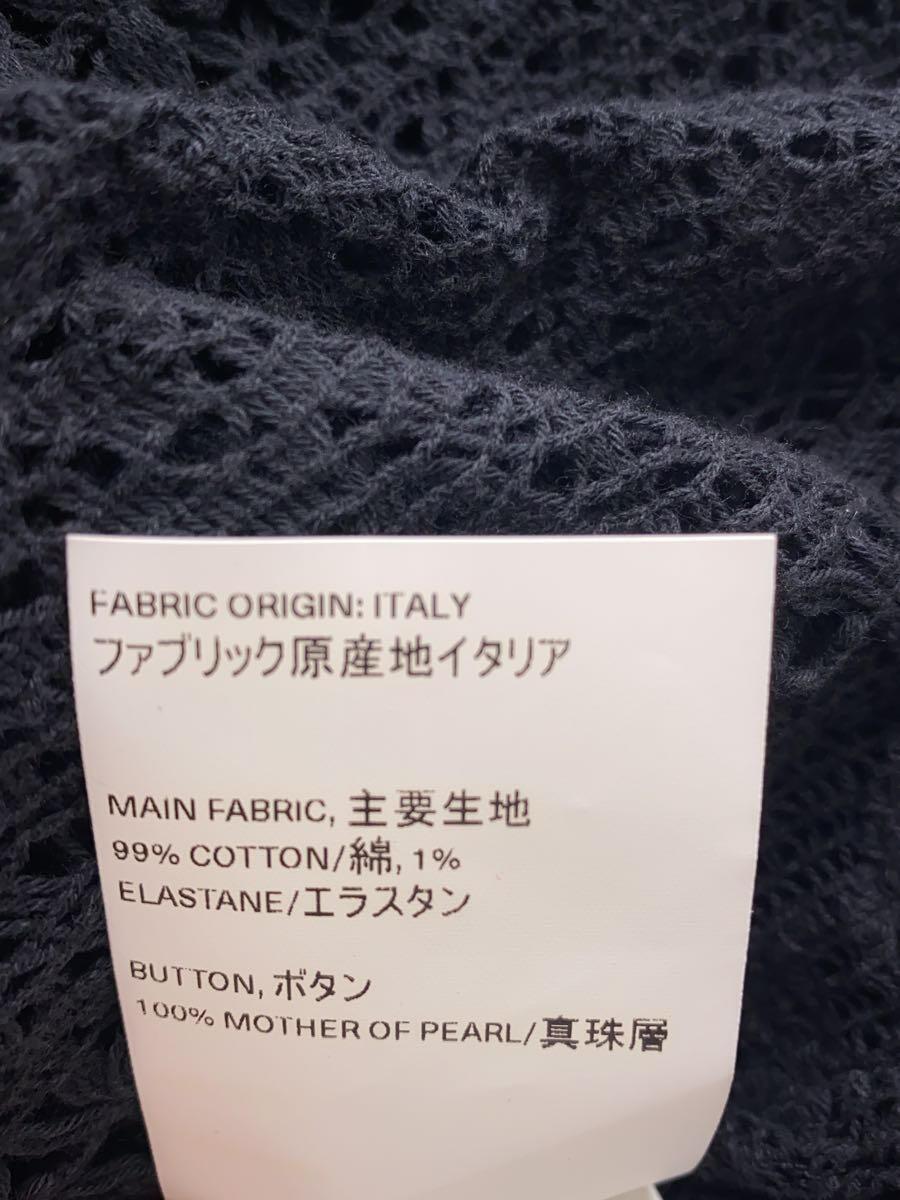 FABRIC ORIGIN: ITALY
ファブリック原産地イタリア
MAIN FABRIC, 主要生地
99% COTTON/綿, 1%
ELASTANE/エラスタン
BUTTON, ボタン
100% MOTHER OF PEARL/真珠層